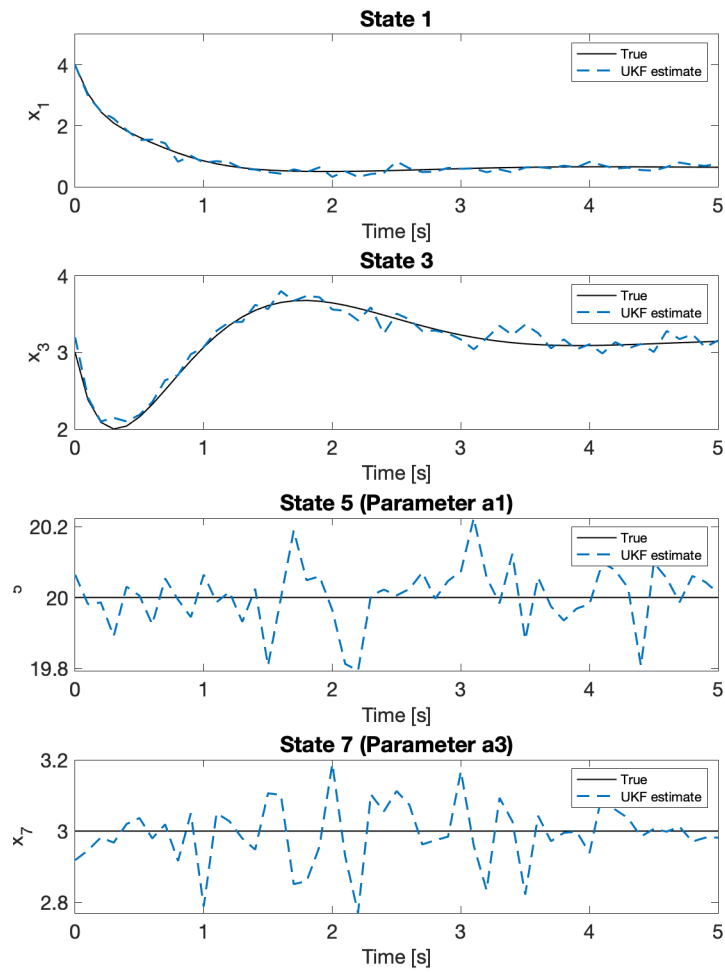 State 1
4
2
0
x1
True
UKF estimate
0 1 2 3 4 5
Time [s]
State 3
4
3
2
x3
True
UKF estimate
0 1 2 3 4 5
Time [s]
State 5 (Parameter a1)
20.2
20
19.8
True
UKF estimate
0 1 2 3 4 5
Time [s]
State 7 (Parameter a3)
3.2
3
2.8
x7
True
UKF estimate
0 1 2 3 4 5
Time [s]